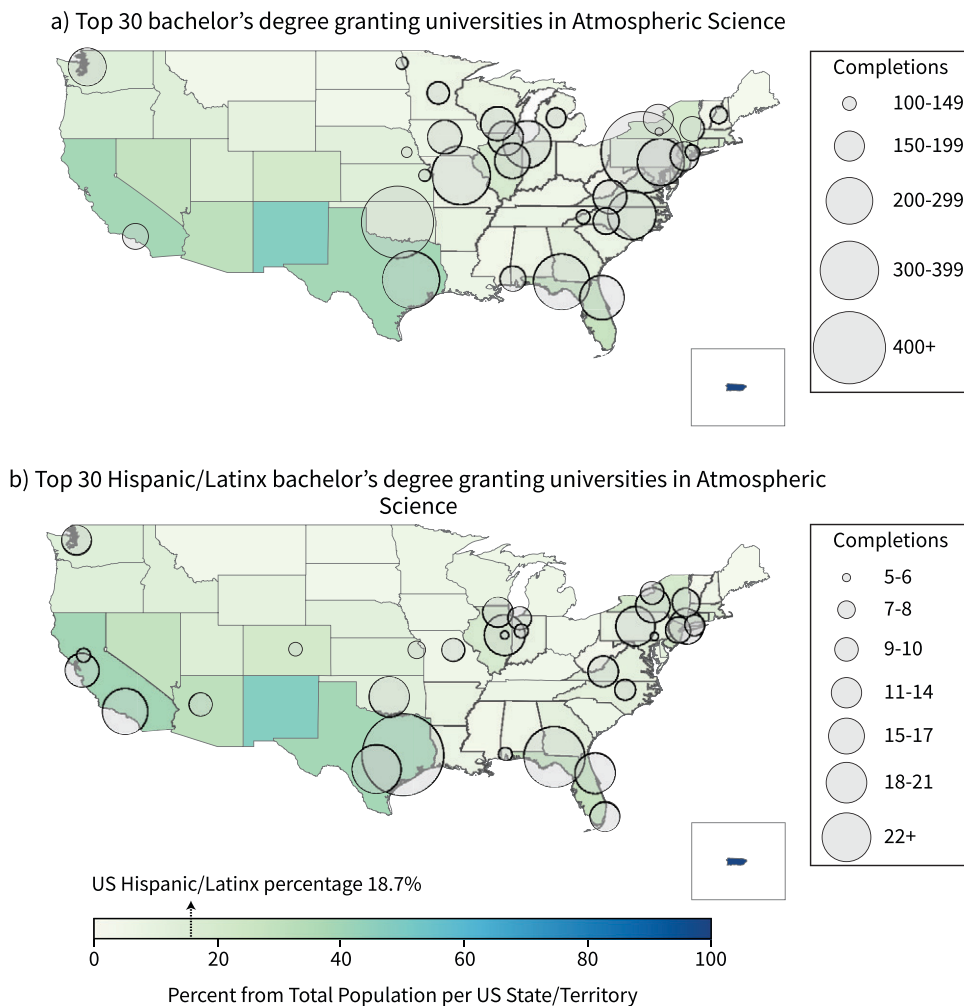 a) Top 30 bachelor’s degree granting universities in Atmospheric Science
Completions
100-149
150-199
200-299
300-399
400+
b) Top 30 Hispanic/Latinx bachelor’s degree granting universities in Atmospheric
Science
Completions
5-6
7-8
9-10
11-14
15-17
18-21
22+
US Hispanic/Latinx percentage 18.7%
0 20 40 60 80 100
Percent from Total Population per US State/Territory